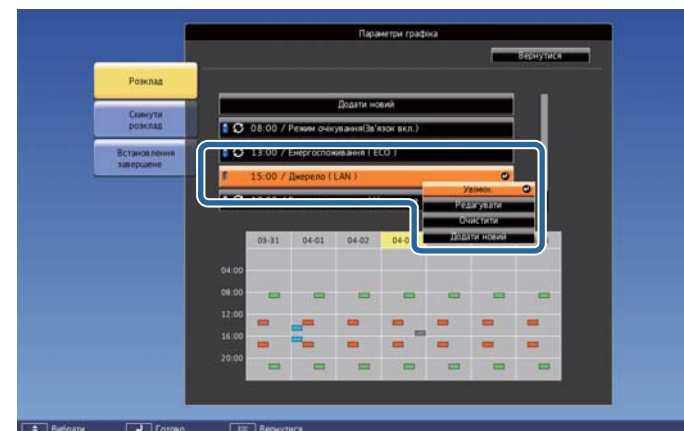 Параметри графіка
Вернутися
Розклад
Скинути
розклад
Встановлення
завершене
Додати новий
08:00 / Режим очікування(Зв'язок вкл.)
13:00 / Енергоспоживання ( ECO )
15:00 / Джерело ( LAN )
Увімкн.
Редагувати
Очистити
Додати новий
03-31 04-01 04-02
04:00
08:00
12:00
16:00
20:00
Вибрати Готово Вернутися